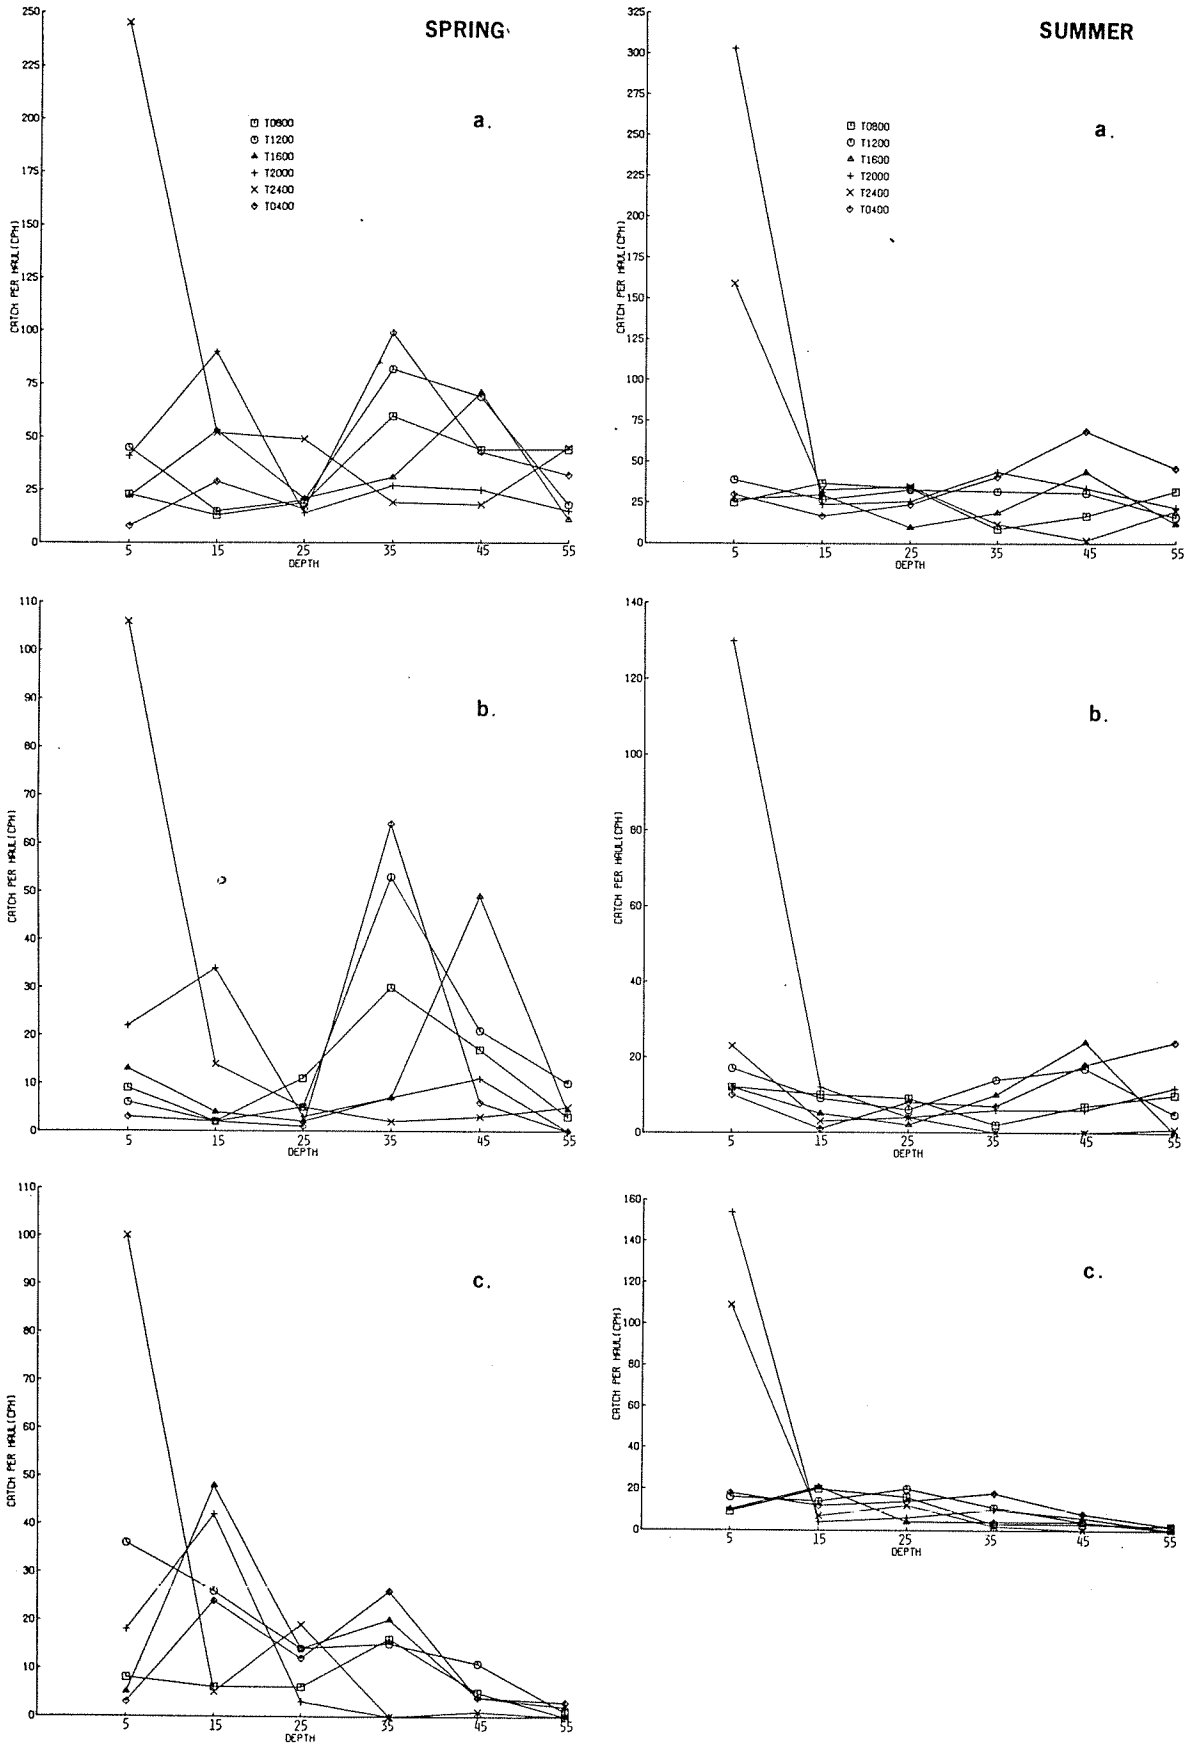 SPRING
a.
T0800
T1200
T1600
T2000
T2400
T0400
CATCH PER HAUL(CPH)
250
225
200
175
150
125
100
75
50
25
0
5 15 25 35 45 55
DEPTH
SUMMER
a.
T0800
T1200
T1600
T2000
T2400
T0400
CATCH PER HAUL(CPH)
325
300
275
250
225
200
175
150
125
100
75
50
25
0
5 15 25 35 45 55
DEPTH
b.
CATCH PER HAUL(CPH)
110
100
90
80
70
60
50
40
30
20
10
0
5 15 25 35 45 55
DEPTH
b.
CATCH PER HAUL(CPH)
140
120
100
80
60
40
20
0
5 15 25 35 45 55
DEPTH
c.
CATCH PER HAUL(CPH)
110
100
90
80
70
60
50
40
30
20
10
0
5 15 25 35 45 55
DEPTH
c.
CATCH PER HAUL(CPH)
160
140
120
100
80
60
40
20
0
5 15 25 35 45 55
DEPTH